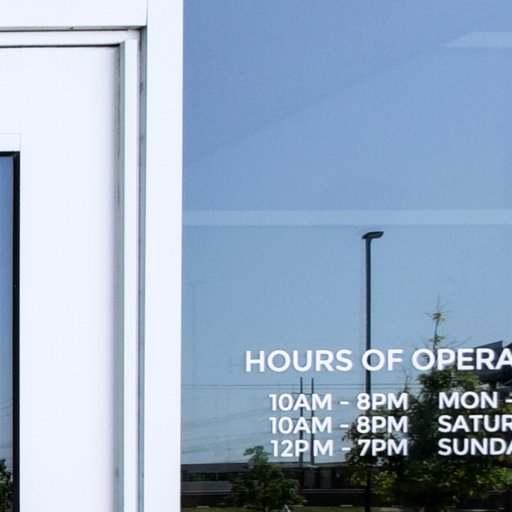 HOURS OF OPERA
10AM - 8PM MON -
10AM - 8PM SATUR
12PM - 7PM SUNDA